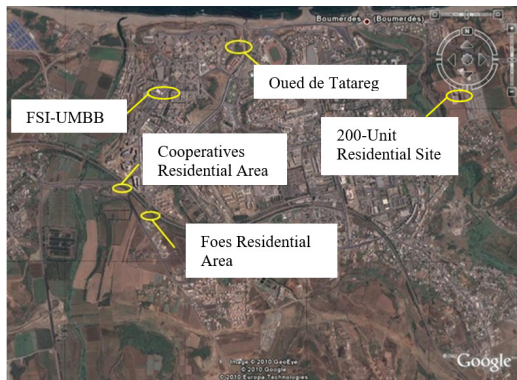 Boumerdes (Boumerdès)
N
Oued de Tatareg
FSI-UMBB
200-Unit
Residential Site
Cooperatives
Residential Area
Foes Residential
Area
Image © 2010 GeoEye
© 2010 Google
© 2010 Europa Technologies
Google